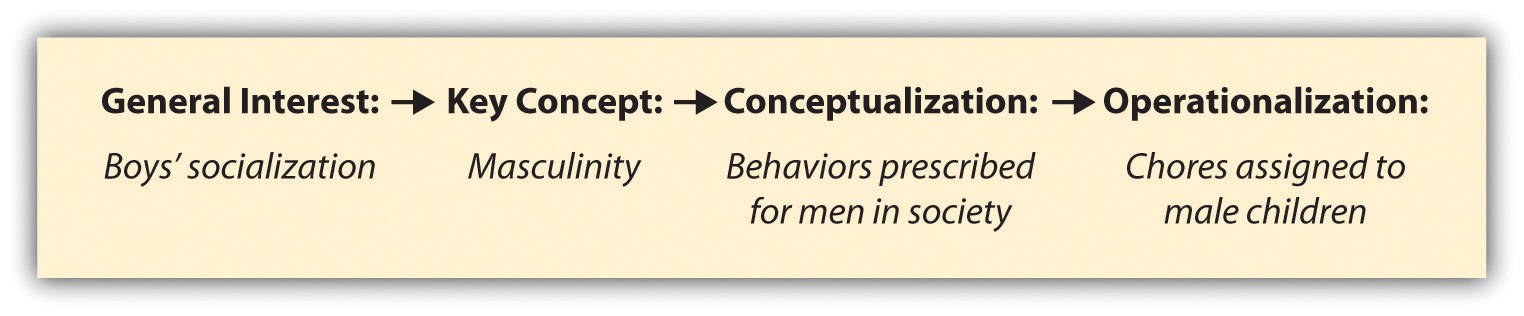 General Interest: → Key Concept: → Conceptualization: → Operationalization:
Boys’ socialization Masculinity Behaviors prescribed Chores assigned to
for men in society male children